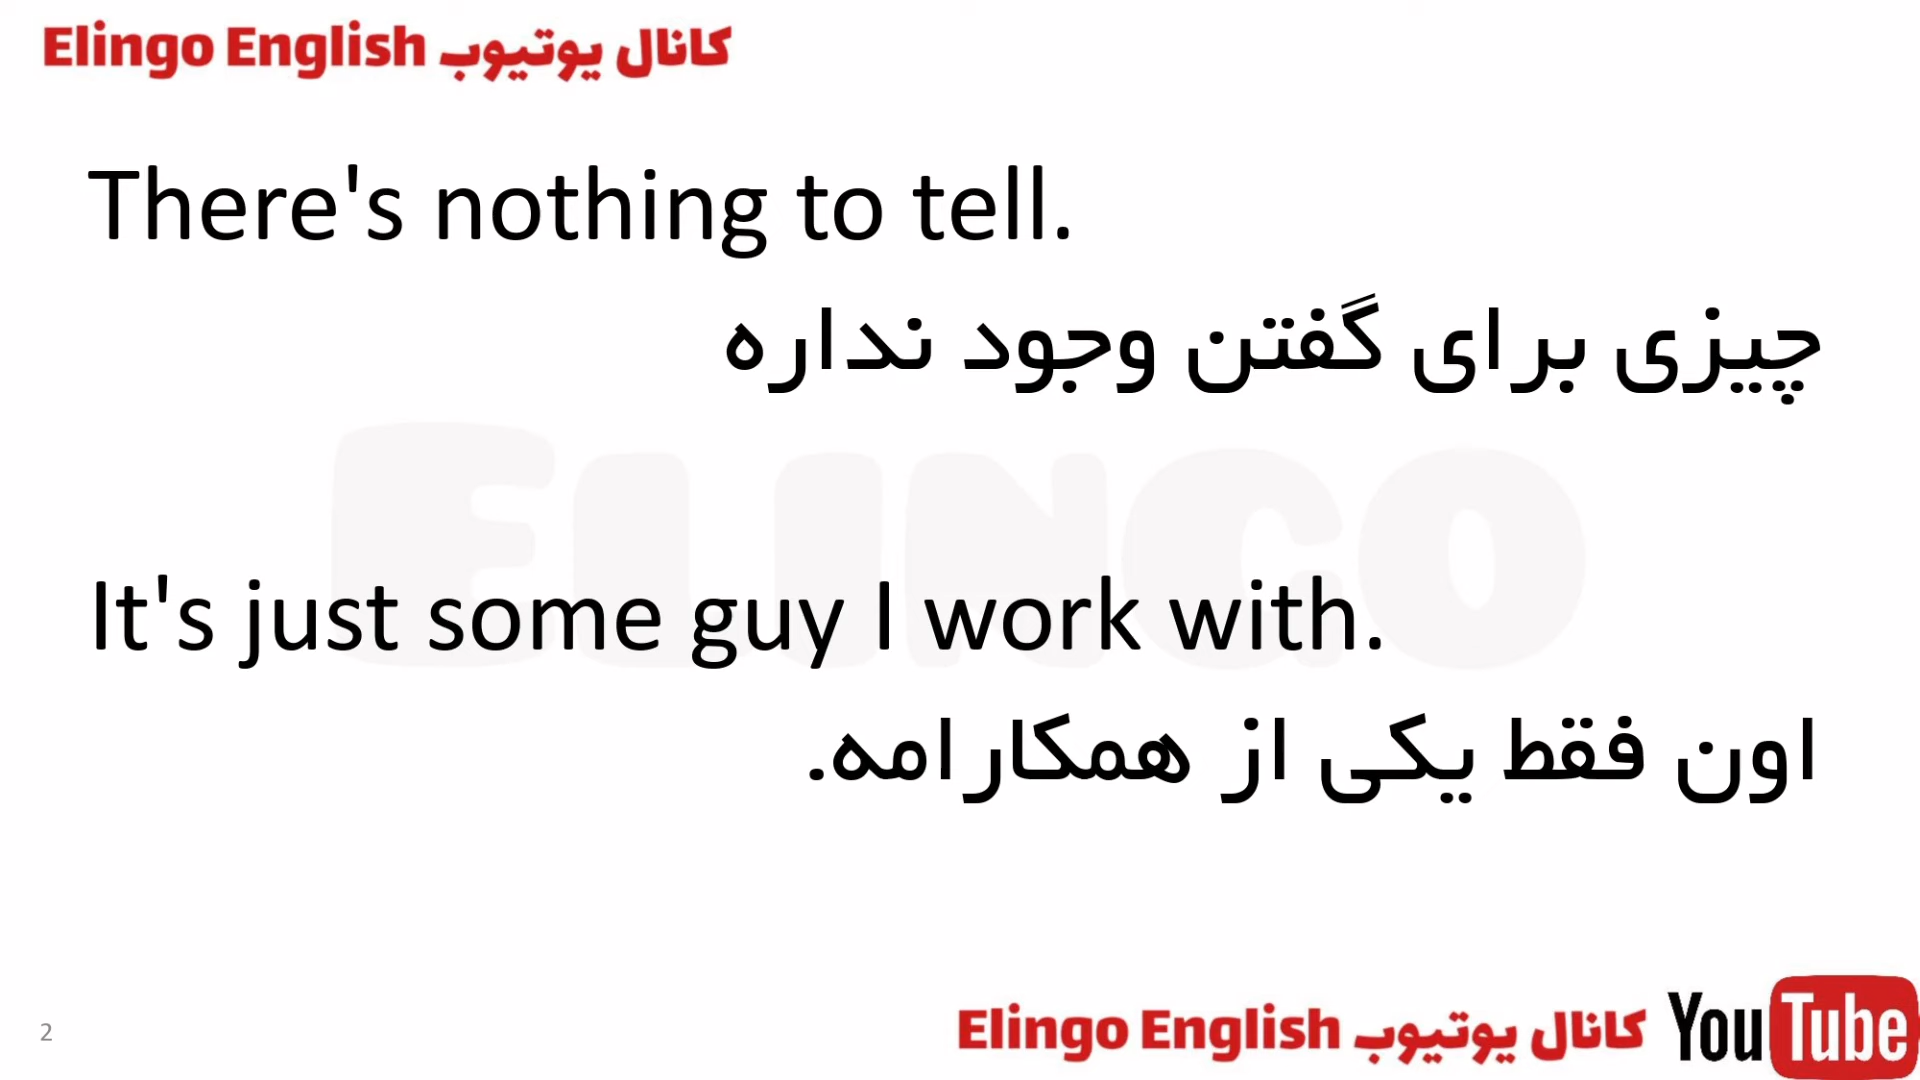 Elingo English کانال یوتیوب
There's nothing to tell.
چیزی برای گفتن وجود نداره
ELINGO
It's just some guy I work with.
اون فقط یکی از همکارامه.
2
Elingo English کانال یوتیوب YouTube